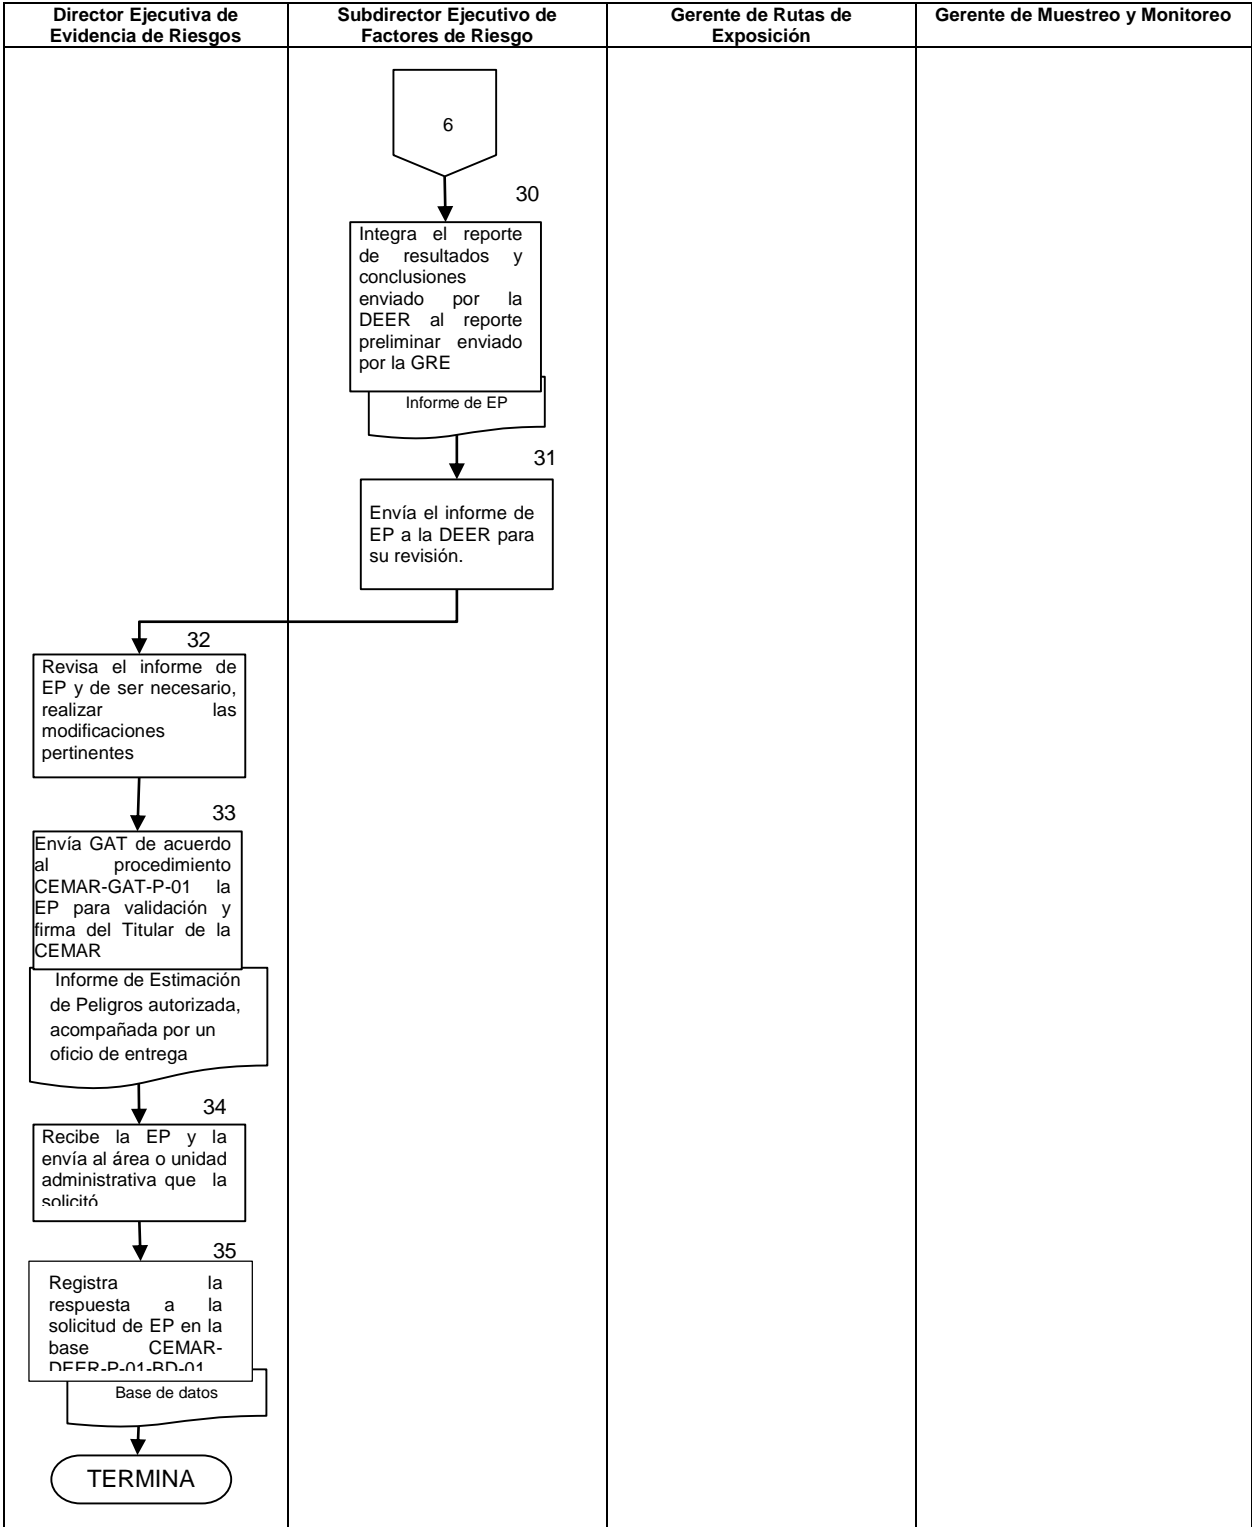 Director Ejecutiva de
Evidencia de Riesgos
Subdirector Ejecutivo de
Factores de Riesgo
Gerente de Rutas de
Exposición
Gerente de Muestreo y Monitoreo
6
30
Integra el reporte
de resultados y
conclusiones
enviado por la
DEER al reporte
preliminar enviado
por la GRE
Informe de EP
31
Envía el informe de
EP a la DEER para
su revisión.
32
Revisa el informe de
EP y de ser necesario,
realizar las
modificaciones
pertinentes
33
Envía GAT de acuerdo
al procedimiento
CEMAR-GAT-P-01 la
EP para validación y
firma del Titular de la
CEMAR
Informe de Estimación
de Peligros autorizada,
acompañada por un
oficio de entrega
34
Recibe la EP y la
envía al área o unidad
administrativa que la
solicitó
35
Registra la
respuesta a la
solicitud de EP en la
base CEMAR-
DEER-P-01-BD-01
Base de datos
TERMINA